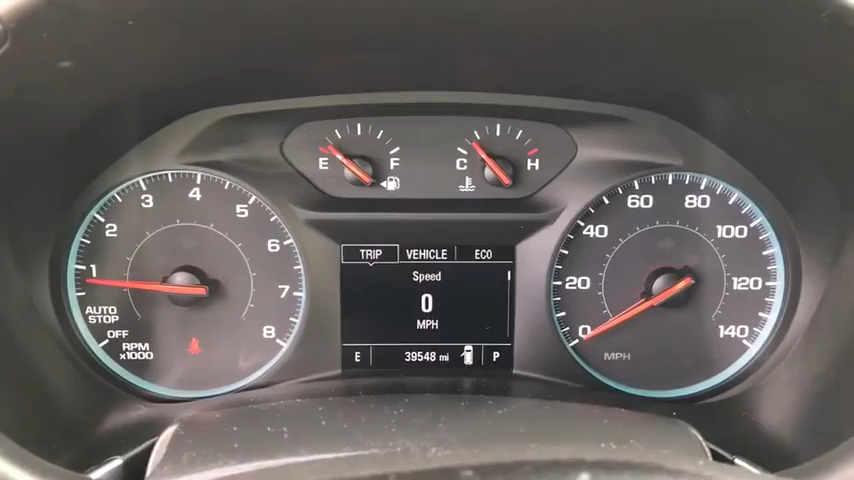 E F
C H
1 2 3 4 5 6 7 8
AUTO
STOP
OFF
RPM
x1000
TRIP VEHICLE ECO
Speed
0
MPH
E 39548 mi P
0 20 40 60 80 100 120 140
MPH